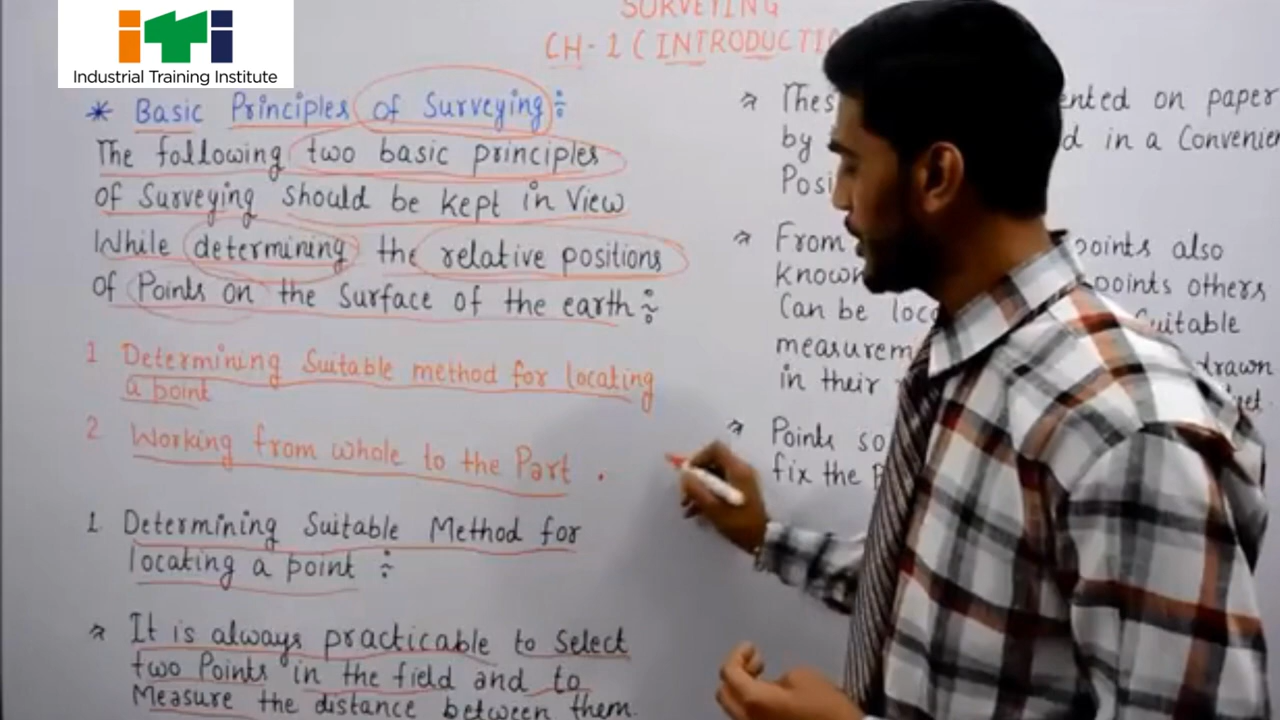 iTi
Industrial Training Institute
SURVEYING
CH-1 (INTRODUCTIO
* Basic Principles of Surveying:
The following two basic principles
of Surveying should be kept in View
While determining the relative positions
of Points on the Surface of the earth:
1 Determining Suitable method for locating
a point
2 Working from whole to the Part .
1 Determining Suitable Method for
locating a point :
It is always practicable to Select
two Points in the field and to
Measure the distance between them.
Thes ented on paper
by d in a Convenien
Posi
From points also
known points others
Can be loc Suitable
measurem drawn
in their
Points so
fix the P